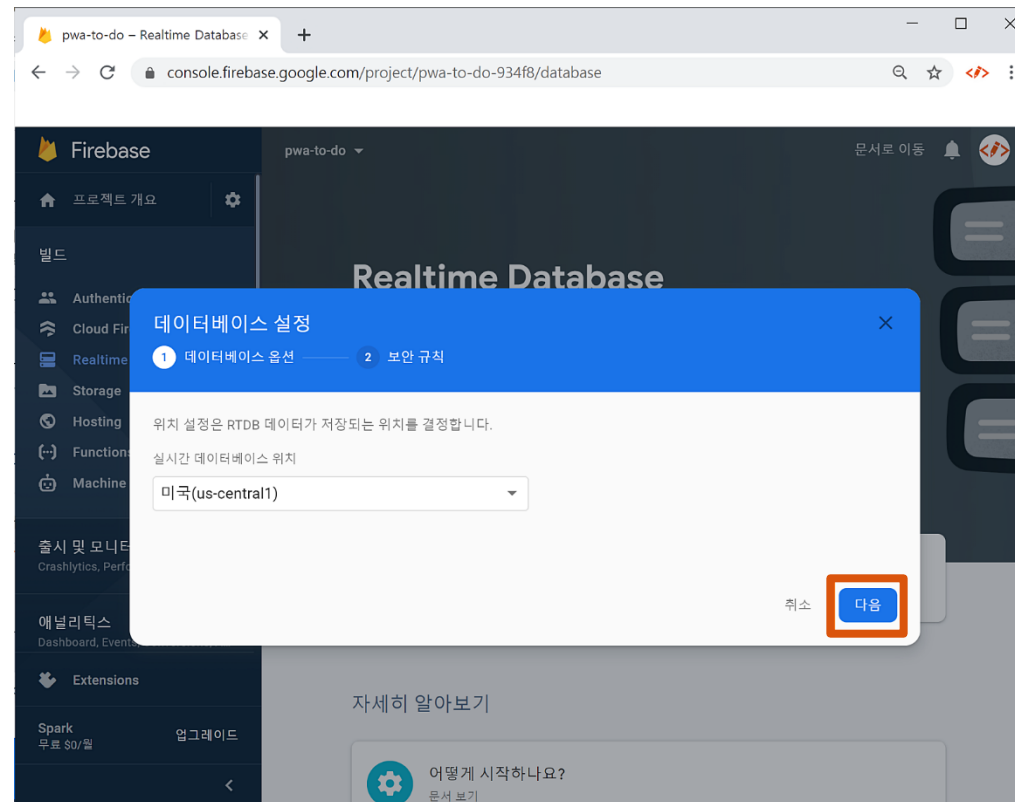 pwa-to-do – Realtime Database
console.firebase.google.com/project/pwa-to-do-934f8/database
Firebase
pwa-to-do
문서로 이동
프로젝트 개요
빌드
Realtime Database
Authentic
Cloud Fir
Realtime
Storage
Hosting
Function
Machine
데이터베이스 설정
1 데이터베이스 옵션
2 보안 규칙
위치 설정은 RTDB 데이터가 저장되는 위치를 결정합니다.
실시간 데이터베이스 위치
미국(us-central1)
취소
다음
출시 및 모니터
Crashlytics, Perfo
애널리틱스
Dashboard, Events
Extensions
Spark
무료 $0/월
업그레이드
자세히 알아보기
어떻게 시작하나요?
문서 보기